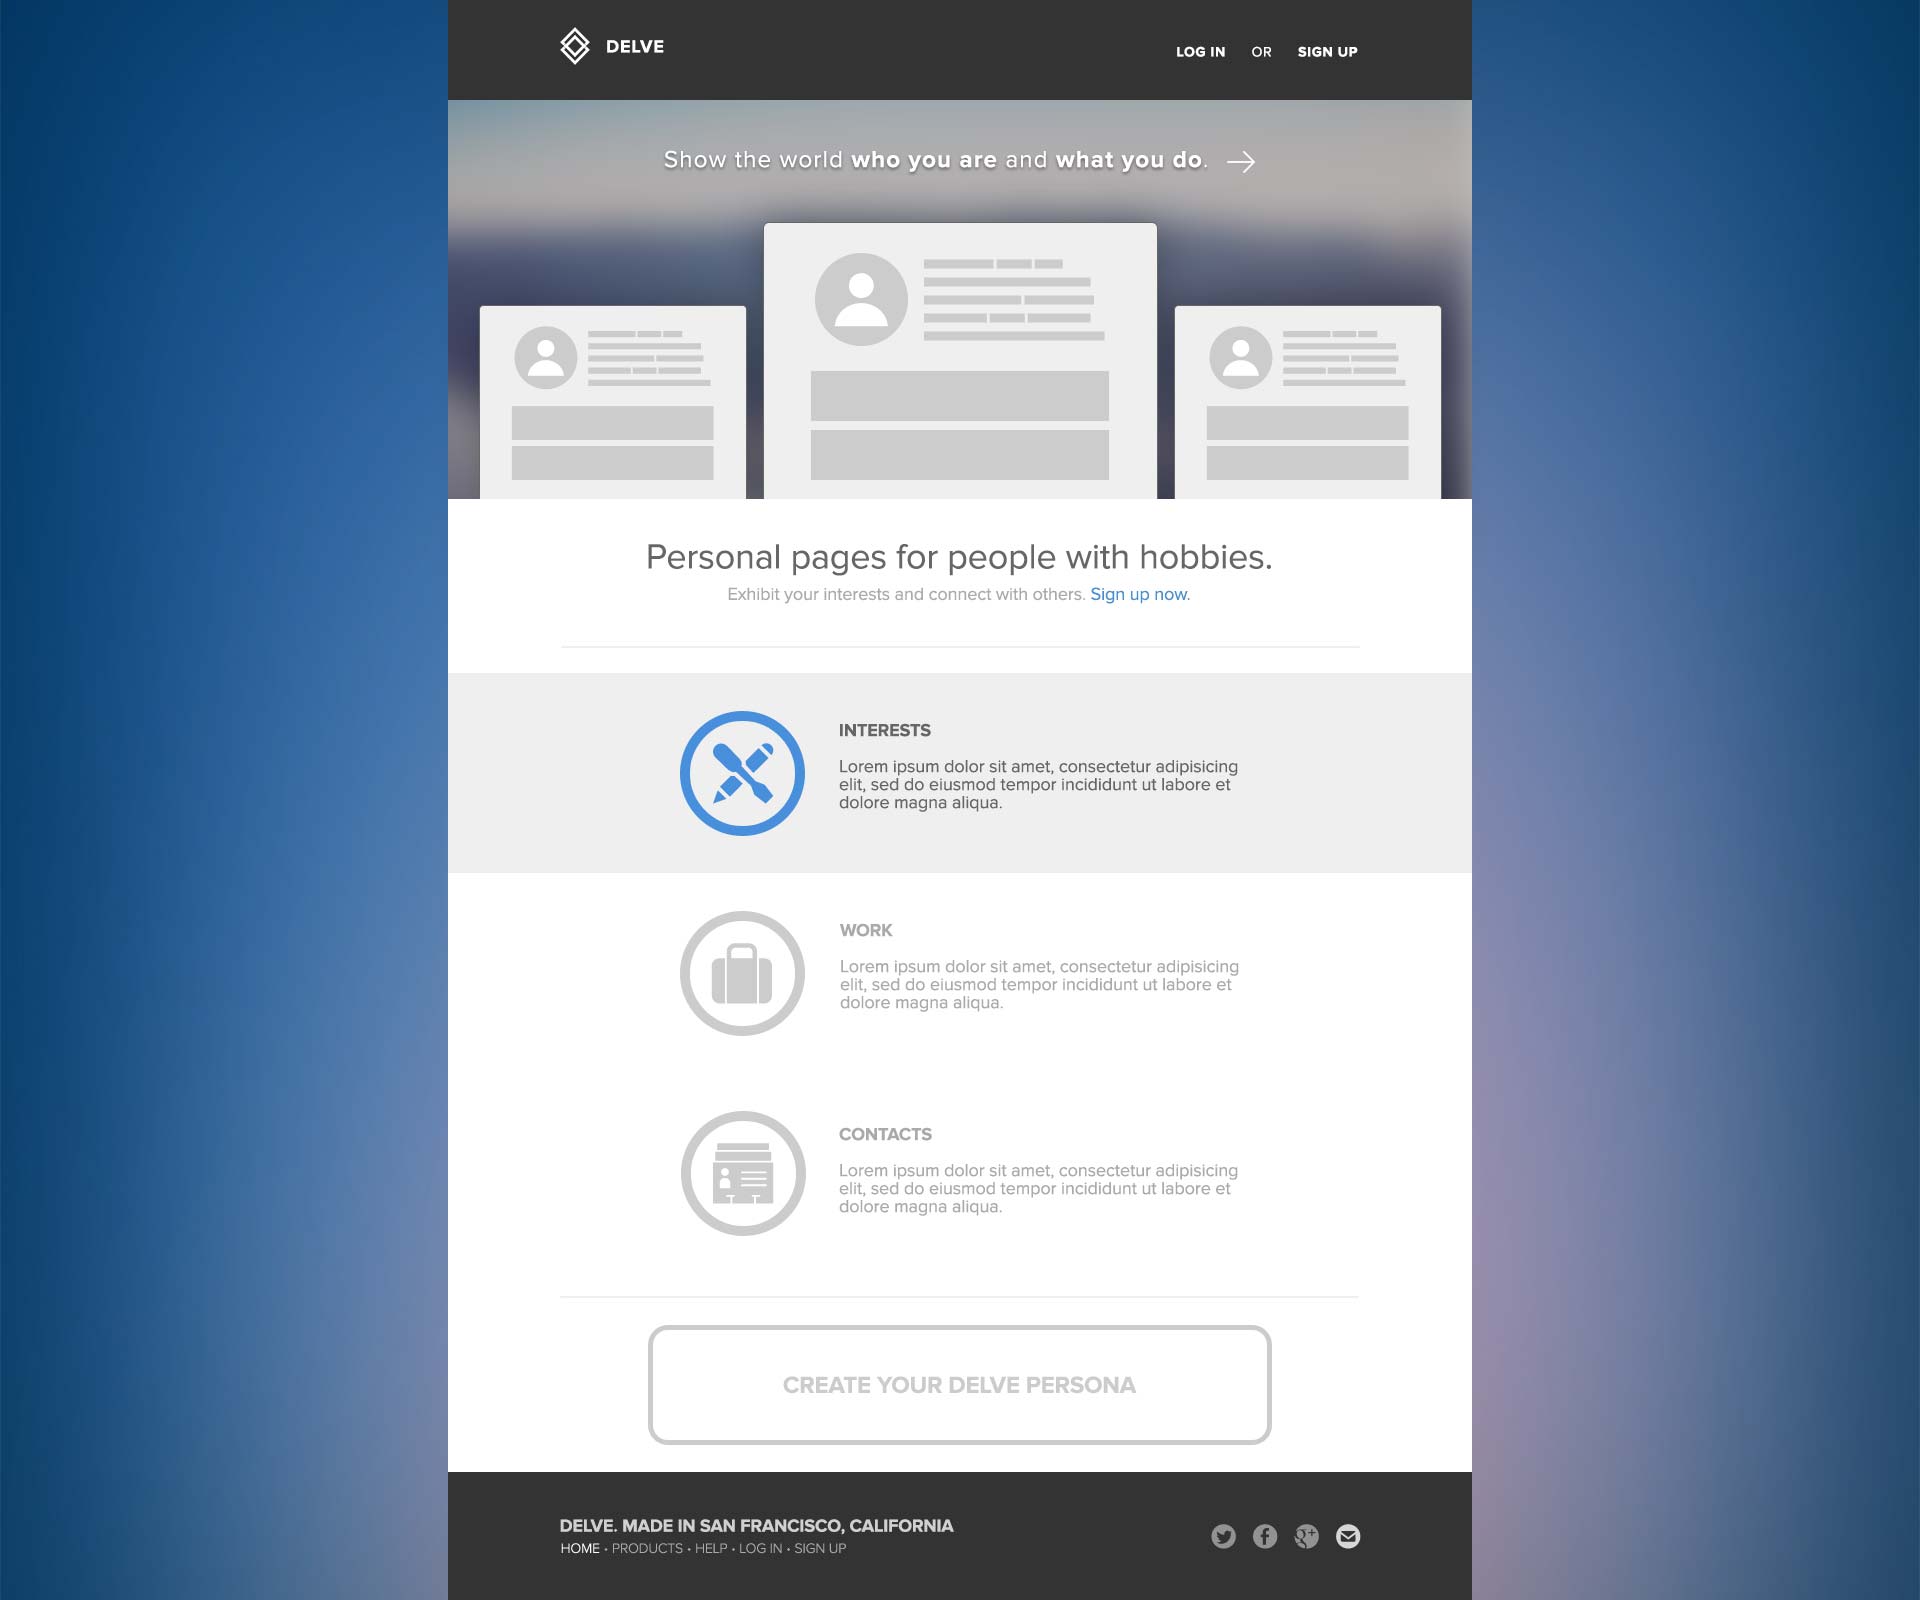 DELVE
LOG IN OR SIGN UP
Show the world who you are and what you do.
Personal pages for people with hobbies.
Exhibit your interests and connect with others. Sign up now.
INTERESTS
Lorem ipsum dolor sit amet, consectetur adipisicing
elit, sed do eiusmod tempor incididunt ut labore et
dolore magna aliqua.
WORK
Lorem ipsum dolor sit amet, consectetur adipisicing
elit, sed do eiusmod tempor incididunt ut labore et
dolore magna aliqua.
CONTACTS
Lorem ipsum dolor sit amet, consectetur adipisicing
elit, sed do eiusmod tempor incididunt ut labore et
dolore magna aliqua.
CREATE YOUR DELVE PERSONA
DELVE. MADE IN SAN FRANCISCO, CALIFORNIA
HOME • PRODUCTS • HELP • LOG IN • SIGN UP